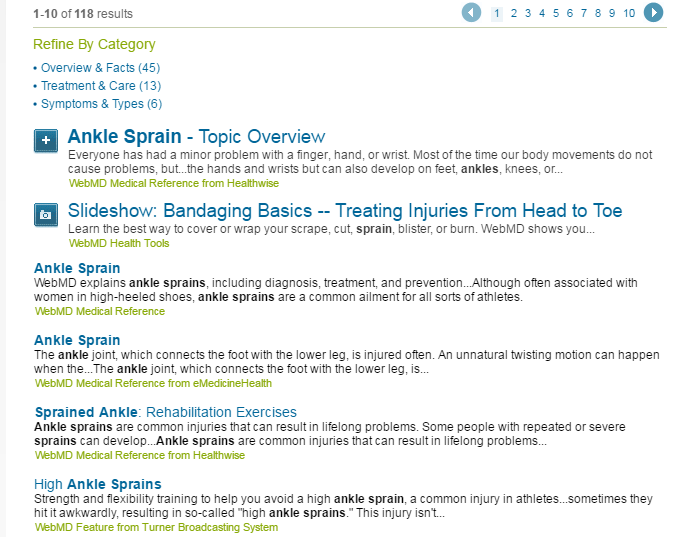 1-10 of 118 results
1 2 3 4 5 6 7 8 9 10
Refine By Category
• Overview & Facts (45)
• Treatment & Care (13)
• Symptoms & Types (6)
Ankle Sprain - Topic Overview
Everyone has had a minor problem with a finger, hand, or wrist. Most of the time our body movements do not
cause problems, but...the hands and wrists but can also develop on feet, ankles, knees, or...
WebMD Medical Reference from Healthwise
Slideshow: Bandaging Basics -- Treating Injuries From Head to Toe
Learn the best way to cover or wrap your scrape, cut, sprain, blister, or burn. WebMD shows you...
WebMD Health Tools
Ankle Sprain
WebMD explains ankle sprains, including diagnosis, treatment, and prevention...Although often associated with
women in high-heeled shoes, ankle sprains are a common ailment for all sorts of athletes.
WebMD Medical Reference
Ankle Sprain
The ankle joint, which connects the foot with the lower leg, is injured often. An unnatural twisting motion can happen
when the...The ankle joint, which connects the foot with the lower leg, is...
WebMD Medical Reference from eMedicineHealth
Sprained Ankle: Rehabilitation Exercises
Ankle sprains are common injuries that can result in lifelong problems. Some people with repeated or severe
sprains can develop...Ankle sprains are common injuries that can result in lifelong problems...
WebMD Medical Reference from Healthwise
High Ankle Sprains
Strength and flexibility training to help you avoid a high ankle sprain, a common injury in athletes...sometimes they
hit it awkwardly, resulting in so-called "high ankle sprains." This injury isn't...
WebMD Feature from Turner Broadcasting System